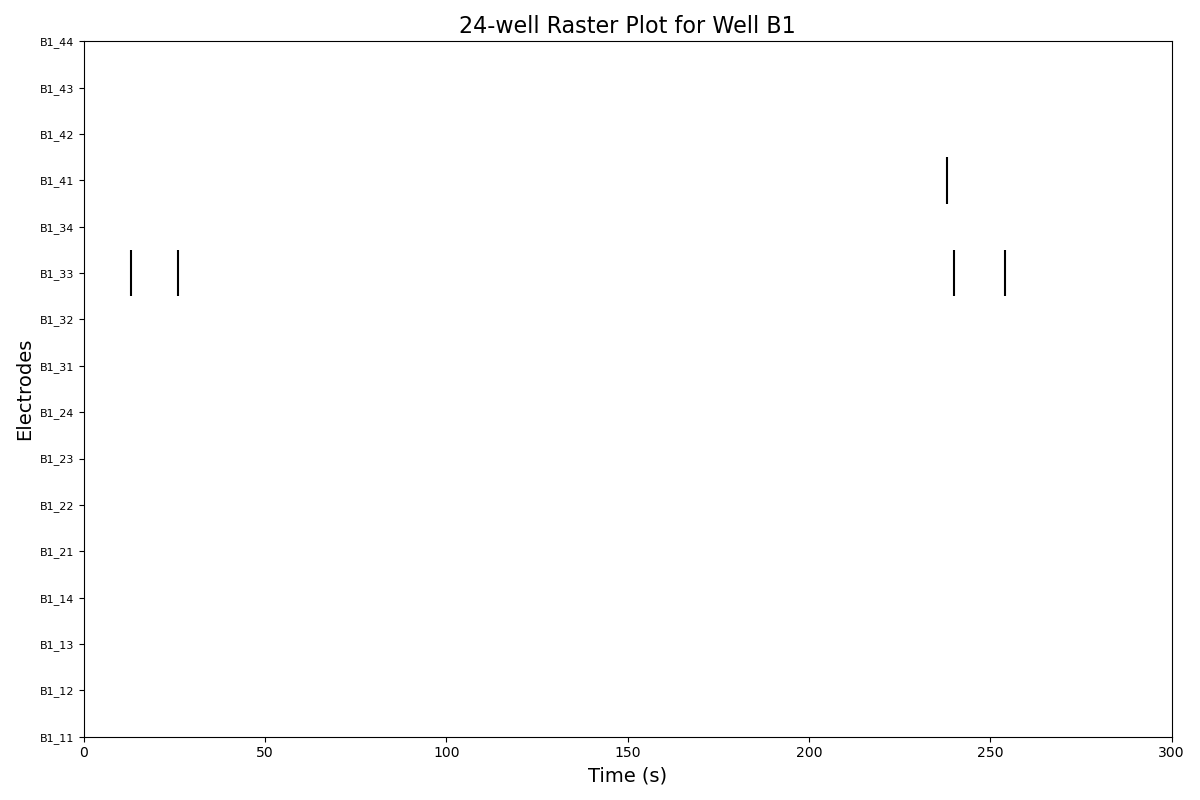 24-well Raster Plot for Well B1
B1_44
B1_43
B1_42
B1_41
B1_34
B1_33
B1_32
B1_31
B1_24
B1_23
B1_22
B1_21
B1_14
B1_13
B1_12
B1_11
Electrodes
0 50 100 150 200 250 300
Time (s)